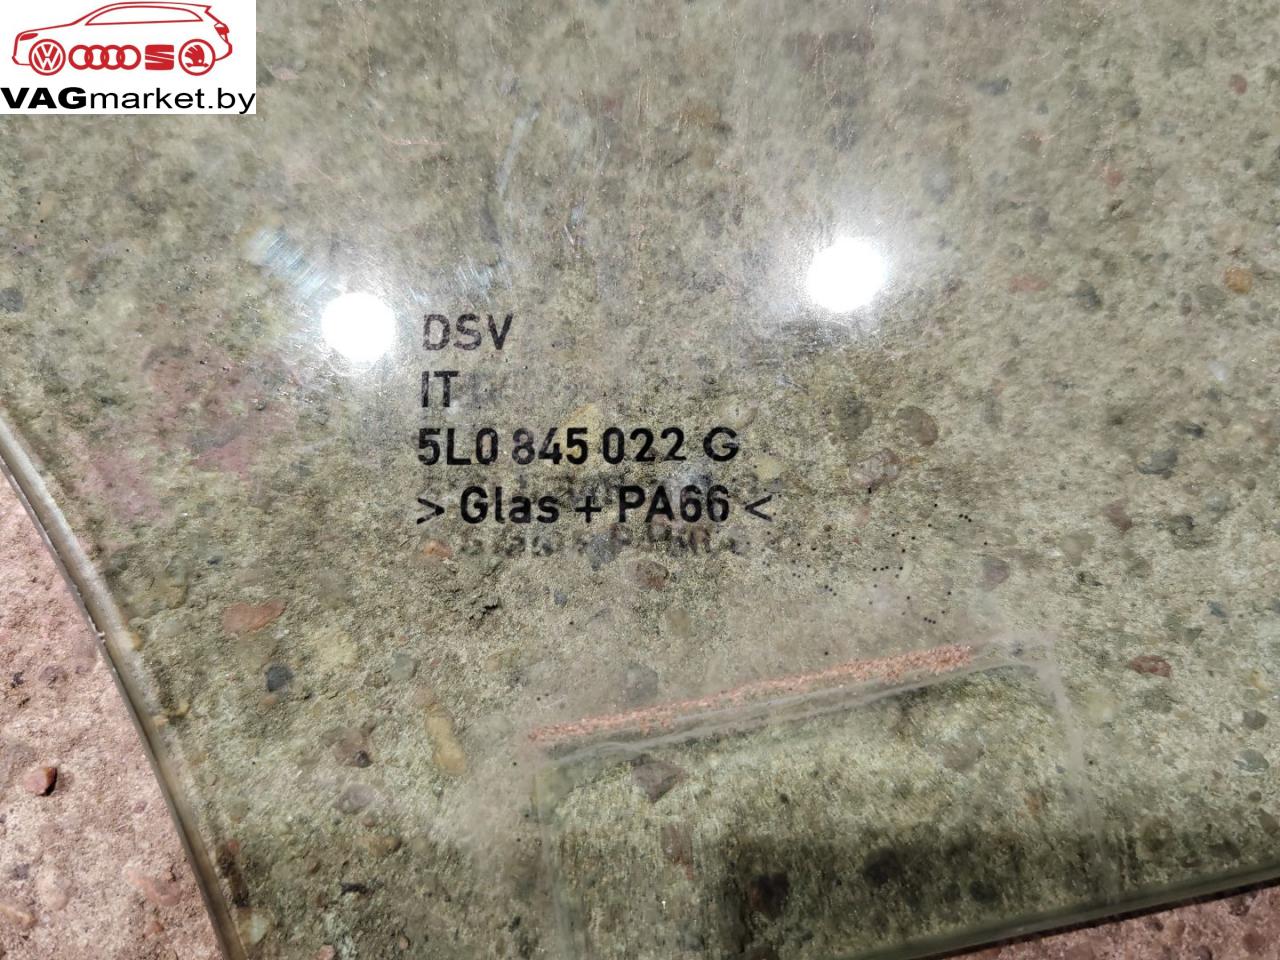 VAGmarket.by
DSV
IT
5L0 845 022 G
>Glas + PA66<